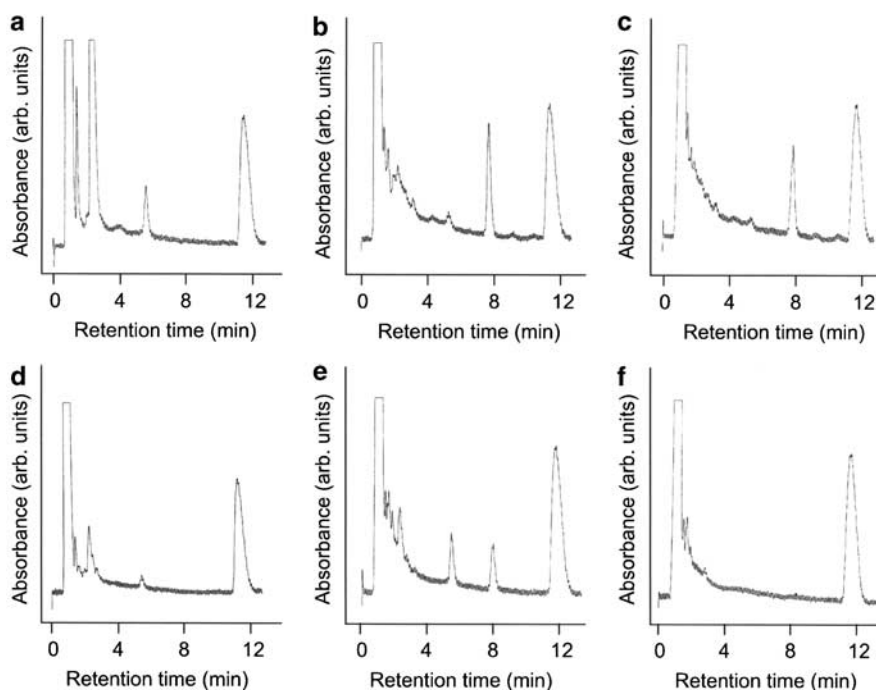 a
Absorbance (arb. units)
0 4 8 12
Retention time (min)
b
Absorbance (arb. units)
0 4 8 12
Retention time (min)
c
Absorbance (arb. units)
0 4 8 12
Retention time (min)
d
Absorbance (arb. units)
0 4 8 12
Retention time (min)
e
Absorbance (arb. units)
0 4 8 12
Retention time (min)
f
Absorbance (arb. units)
0 4 8 12
Retention time (min)